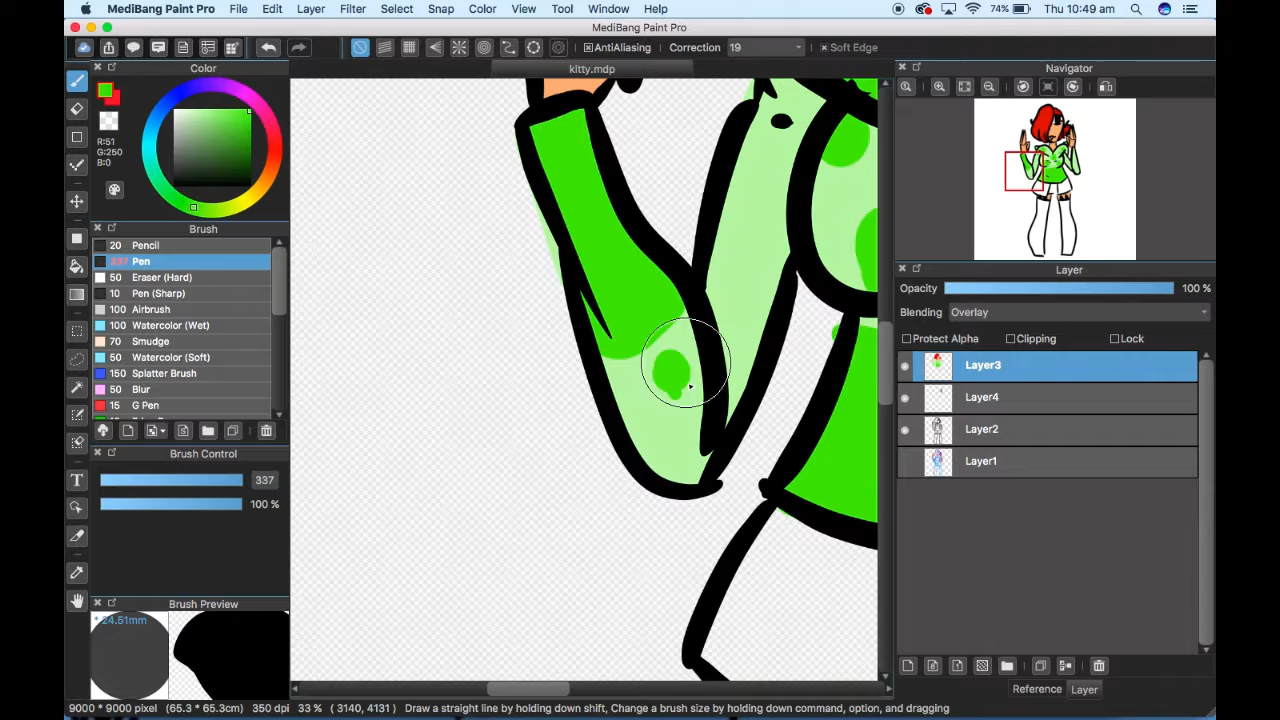 MediBang Paint Pro File Edit Layer Filter Select Snap Color View Tool Window Help 74% Thu 10:49 am
MediBang Paint Pro
AntiAliasing Correction 19 Soft Edge
Color
kitty.mdp
Navigator
R:51
G:250
B:0
Brush
20 Pencil
337 Pen
50 Eraser (Hard)
10 Pen (Sharp)
100 Airbrush
100 Watercolor (Wet)
70 Smudge
50 Watercolor (Soft)
150 Splatter Brush
50 Blur
15 G Pen
Layer
Opacity 100 %
Blending Overlay
Protect Alpha Clipping Lock
Layer3
Layer4
Layer2
Layer1
Brush Control
337
100 %
T
Brush Preview
* 24.51mm
Reference Layer
9000 * 9000 pixel (65.3 * 65.3cm) 350 dpi 33 % ( 3140, 4131 ) Draw a straight line by holding down shift, Change a brush size by holding down command, option, and dragging